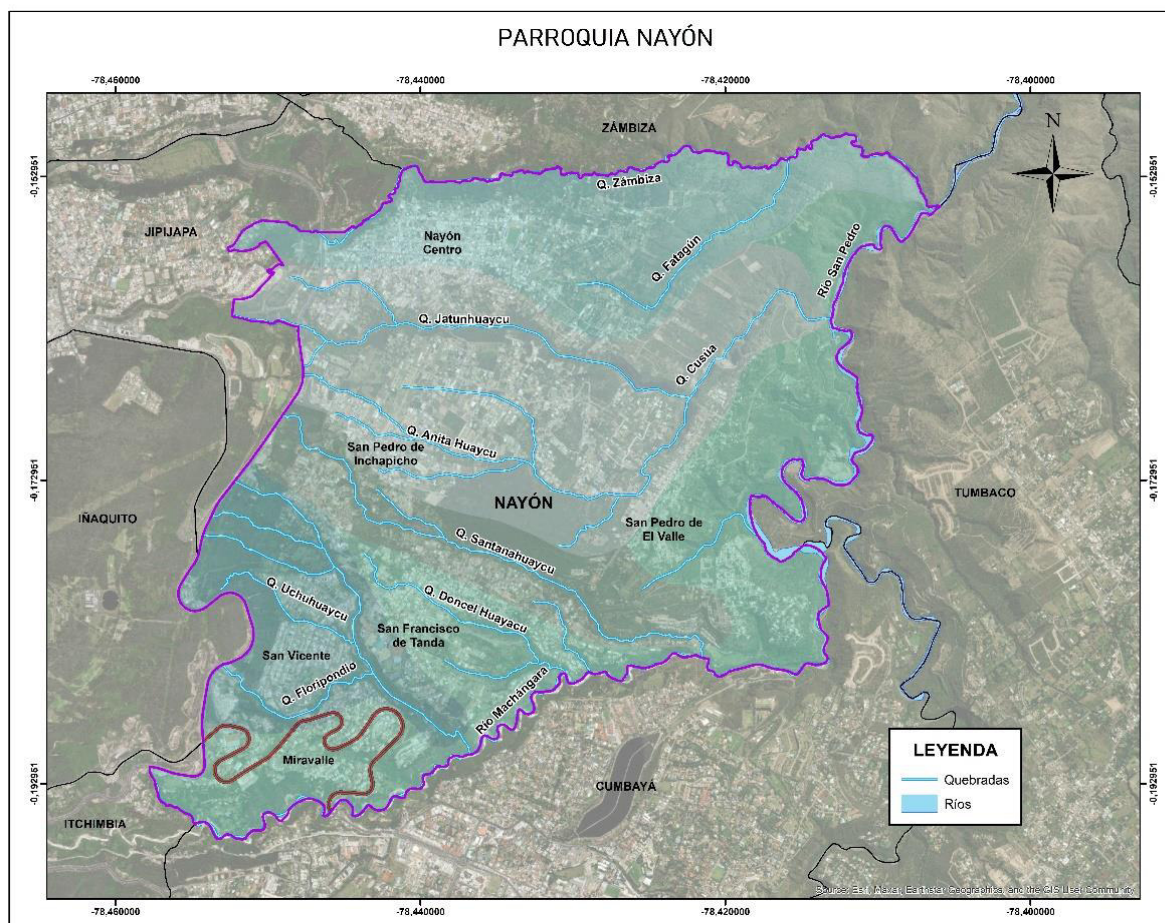 PARROQUIA NAYÓN
-78,460000
-78,440000
-78,420000
-78,400000
ZÁMBIZA
N
-0,152951
-0,152951
Q. Zámbiza
JIPIJAPA
Nayón
Centro
Q. Fatagún
Río San Pedro
Q. Jatunhuaycu
Q. Cusúa
Q. Anita Huaycu
San Pedro de
Inchapicho
-0,172951
-0,172951
NAYÓN
TUMBACO
IÑAQUITO
San Pedro de
El Valle
Q. Santanahuaycu
Q. Uchuhuaycu
Q. Doncel Huayacu
San Francisco
de Tanda
San Vicente
Q. Floripondio
Río Machángara
Miravalle
LEYENDA
Quebradas
Ríos
CUMBAYÁ
-0,192951
-0,192951
ITCHIMBIA
Source: Esri, Maxar, Earthstar Geographics, and the GIS User Community
-78,460000
-78,440000
-78,420000
-78,400000